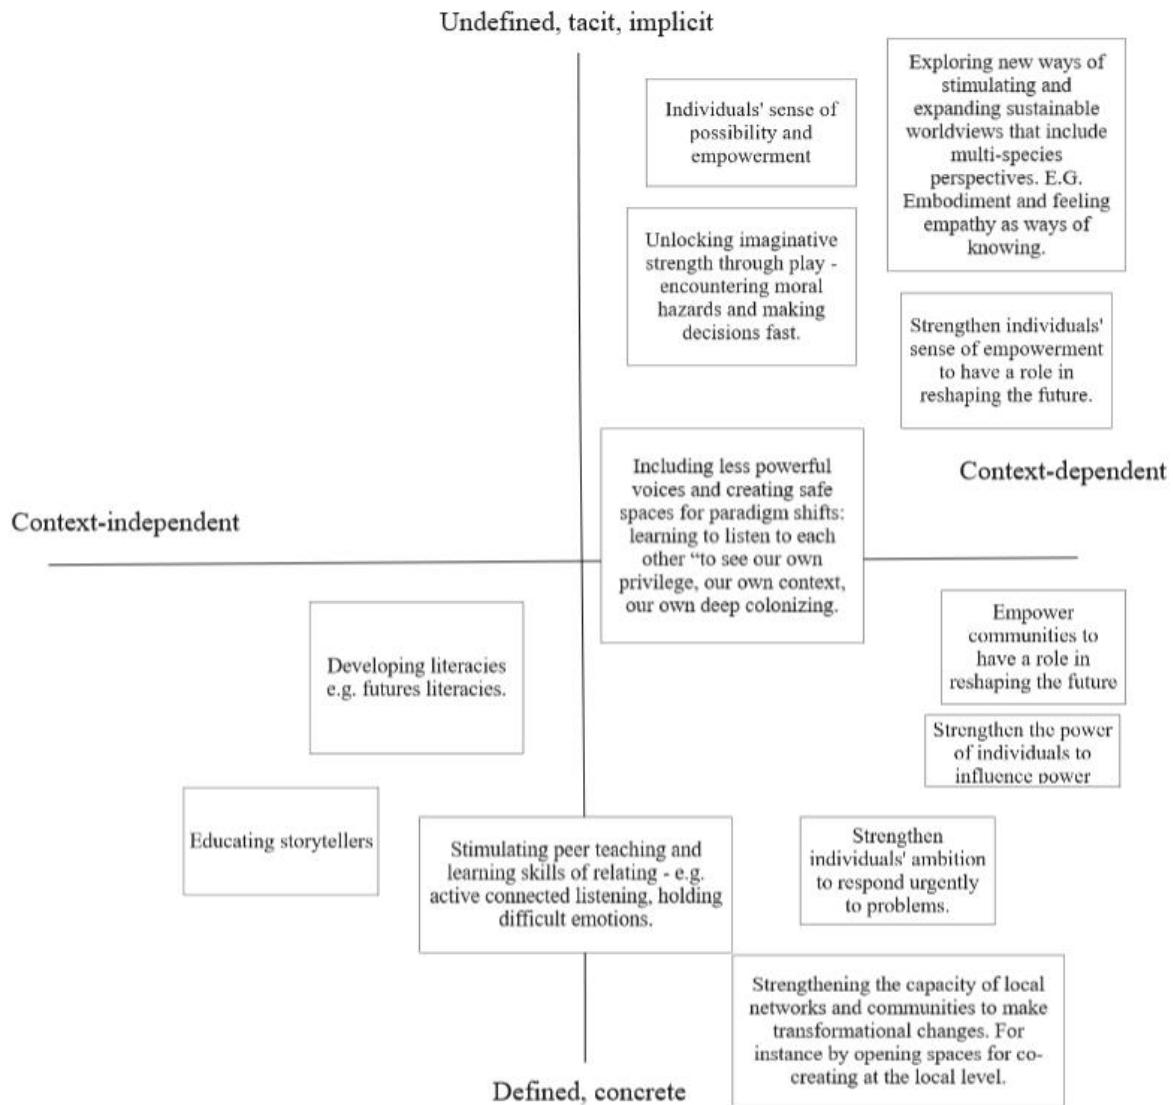 Undefined, tacit, implicit
Individuals' sense of
possibility and
empowerment
Exploring new ways of
stimulating and
expanding sustainable
worldviews that include
multi-species
perspectives. E.G.
Embodiment and feeling
empathy as ways of
knowing.
Unlocking imaginative
strength through play -
encountering moral
hazards and making
decisions fast.
Strengthen individuals'
sense of empowerment
to have a role in
reshaping the future.
Context-independent
Including less powerful
voices and creating safe
spaces for paradigm shifts:
learning to listen to each
other “to see our own
privilege, our own context,
our own deep colonizing.
Context-dependent
Developing literacies
e.g. futures literacies.
Empower
communities to
have a role in
reshaping the future
Strengthen the power
of individuals to
influence power
Educating storytellers
Stimulating peer teaching and
learning skills of relating - e.g.
active connected listening, holding
difficult emotions.
Strengthen
individuals' ambition
to respond urgently
to problems.
Strengthening the capacity of local
networks and communities to make
transformational changes. For
instance by opening spaces for co-
creating at the local level.
Defined, concrete